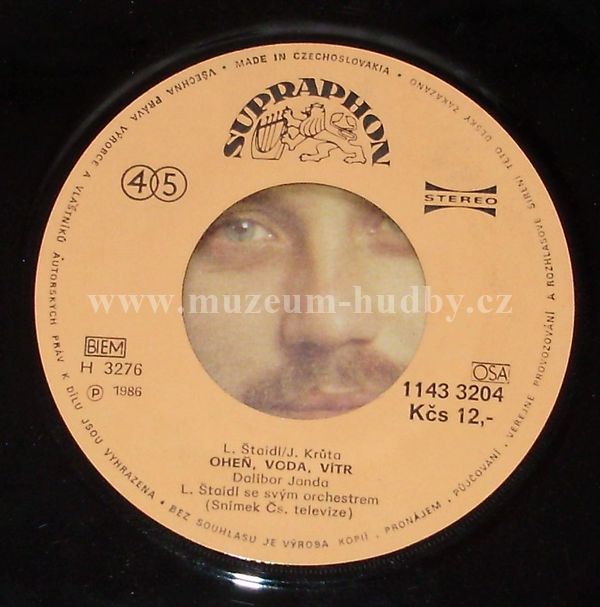 VŠECHNA PRÁVA VÝROBCE A VLASTNÍKŮ AUTORSKÝCH PRÁV K DÍLU JSOU VYHRAZENA • BEZ SOUHLASU JE VÝROBA KOPIÍ • PRONÁJEM • PŮJČOVÁNÍ • VEŘEJNÉ PROVOZOVÁNÍ A ROZHLASOVÉ ŠÍŘENÍ TÉTO DESKY ZAKÁZÁNO
• MADE IN CZECHOSLOVAKIA •
SUPRAPHON
45
STEREO
www.muzeum-hudby.cz
BIEM
H 3276
Ⓟ 1986
OSA
1143 3204
Kčs 12,-
L. Štaidl/J. Krůta
OHEŇ, VODA, VÍTR
Dalibor Janda
L. Štaidl se svým orchestrem
(Snímek Čs. televize)